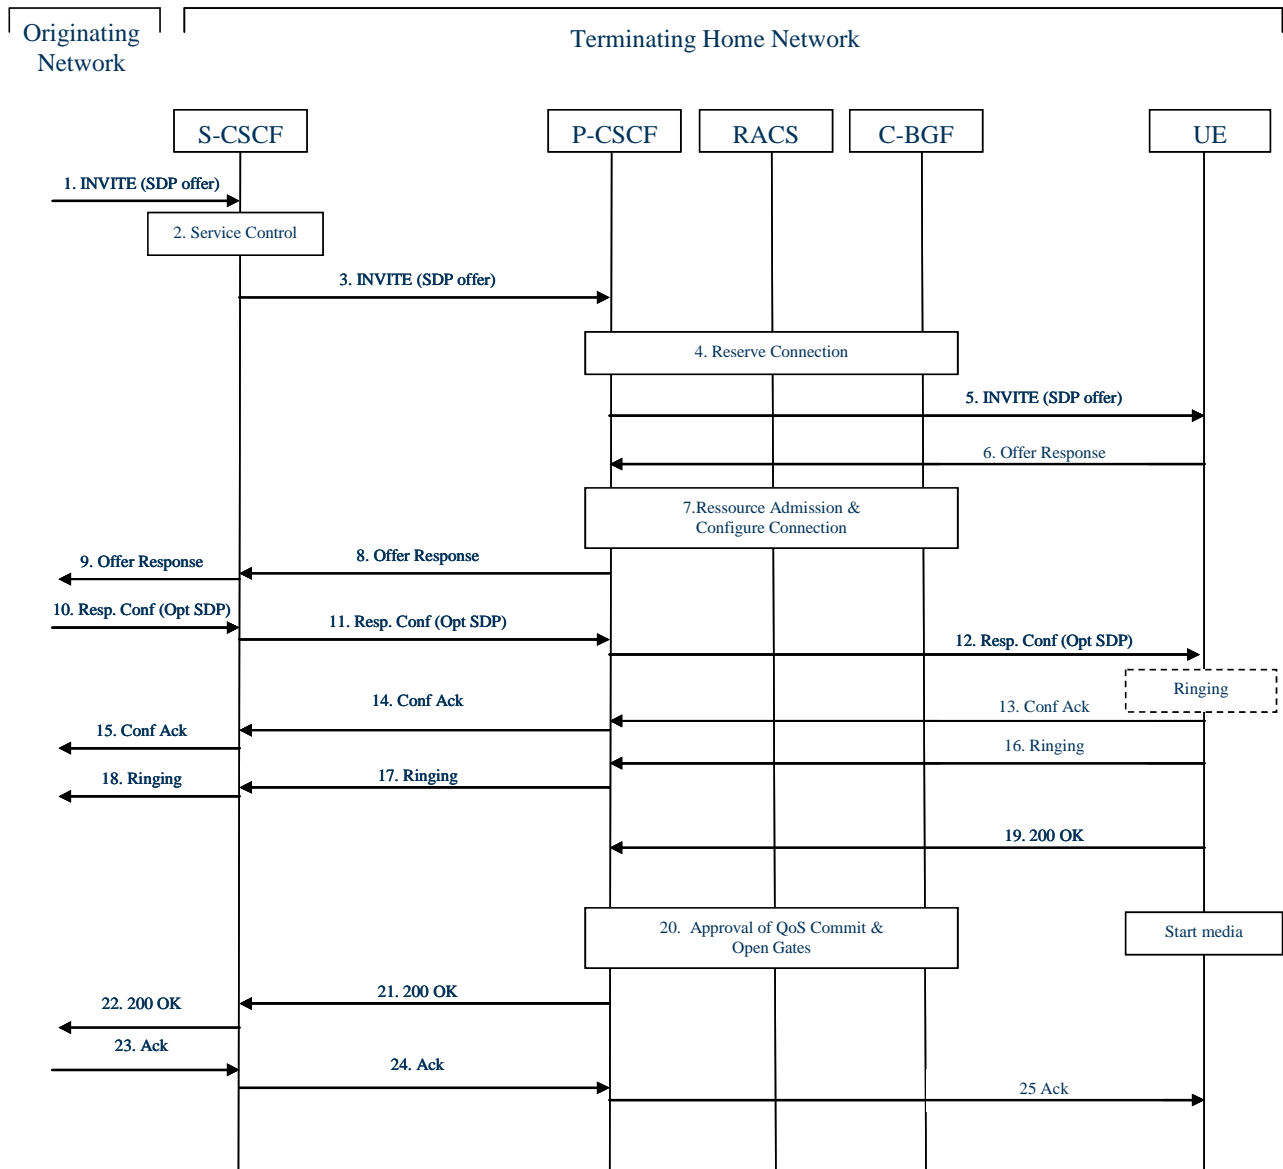 Originating
Network
Terminating Home Network
S-CSCF
P-CSCF
RACS
C-BGF
UE
1. INVITE (SDP offer)
2. Service Control
3. INVITE (SDP offer)
4. Reserve Connection
5. INVITE (SDP offer)
6. Offer Response
7.Ressource Admission &
Configure Connection
8. Offer Response
9. Offer Response
10. Resp. Conf (Opt SDP)
11. Resp. Conf (Opt SDP)
12. Resp. Conf (Opt SDP)
Ringing
13. Conf Ack
14. Conf Ack
15. Conf Ack
16. Ringing
17. Ringing
18. Ringing
19. 200 OK
20. Approval of QoS Commit &
Open Gates
Start media
21. 200 OK
22. 200 OK
23. Ack
24. Ack
25 Ack